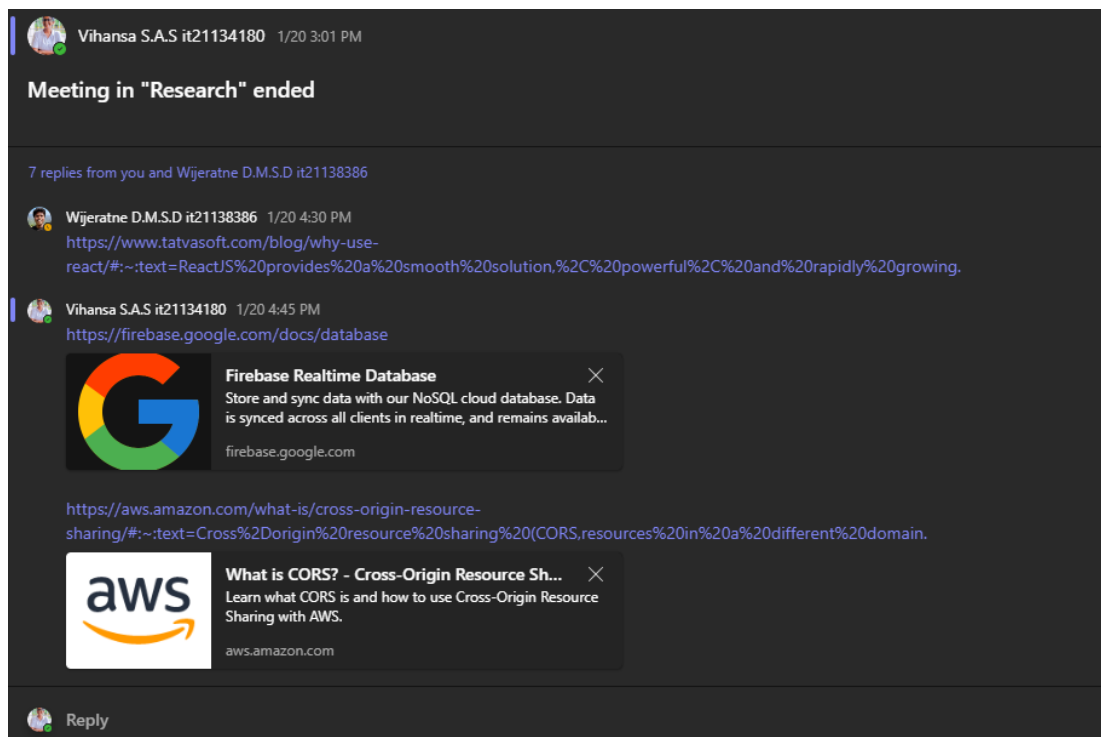 Vihansa S.A.S it21134180 1/20 3:01 PM
Meeting in "Research" ended
7 replies from you and Wijeratne D.M.S.D it21138386
Wijeratne D.M.S.D it21138386 1/20 4:30 PM
https://www.tatvasoft.com/blog/why-use-
react/#:~:text=ReactJS%20provides%20a%20smooth%20solution,%2C%20powerful%2C%20and%20rapidly%20growing.
Vihansa S.A.S it21134180 1/20 4:45 PM
https://firebase.google.com/docs/database
Firebase Realtime Database
Store and sync data with our NoSQL cloud database. Data
is synced across all clients in realtime, and remains availab...
firebase.google.com
https://aws.amazon.com/what-is/cross-origin-resource-
sharing/#:~:text=Cross%2Dorigin%20resource%20sharing%20(CORS,resources%20in%20a%20different%20domain.
aws
What is CORS? - Cross-Origin Resource Sh...
Learn what CORS is and how to use Cross-Origin Resource
Sharing with AWS.
aws.amazon.com
Reply